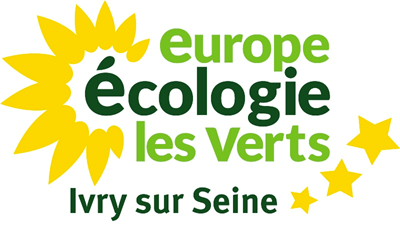 europe
écologie
les verts
Ivry sur Seine